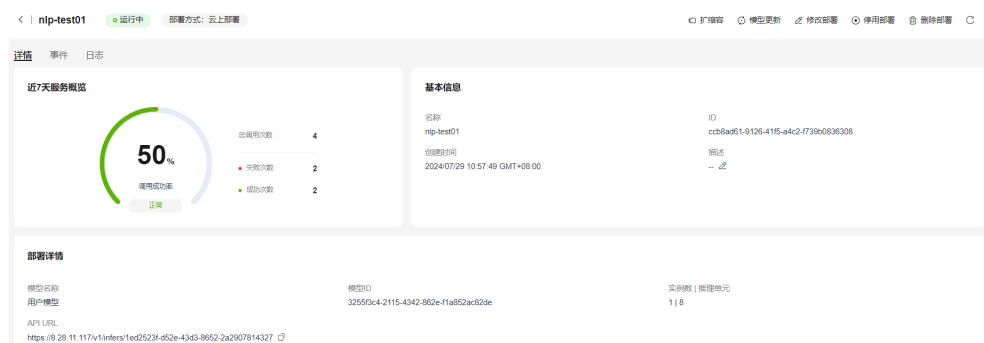 nlp-test01 运行中 部署方式：云上部署 扩缩容 模型更新 修改部署 停用部署 删除部署
详情 事件 日志
近7天服务概览
50%
调用成功率
正常
总调用次数 4
失败次数 2
成功次数 2
基本信息
名称 ID
nlp-test01 ccb8ad61-9126-41f5-a4c2-f739b0836308
创建时间 描述
2024/07/29 10:57:49 GMT+08:00 --
部署详情
模型名称 模型ID 实例数 | 推理单元
用户模型 3255f3c4-2115-4342-862e-f1a852ac82de 1 | 8
API URL
https://8.28.11.117/v1/infers/1ed2523f-d52e-43d3-8652-2a2907814327